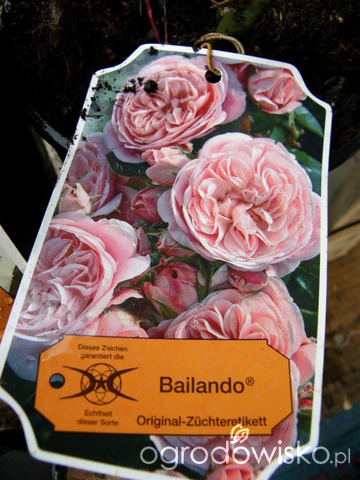 Dieses Zeichen
garantiert die
Echtheit
dieser Sorte
Bailando®
Original-Züchteretikett
ogrodowisko.pl